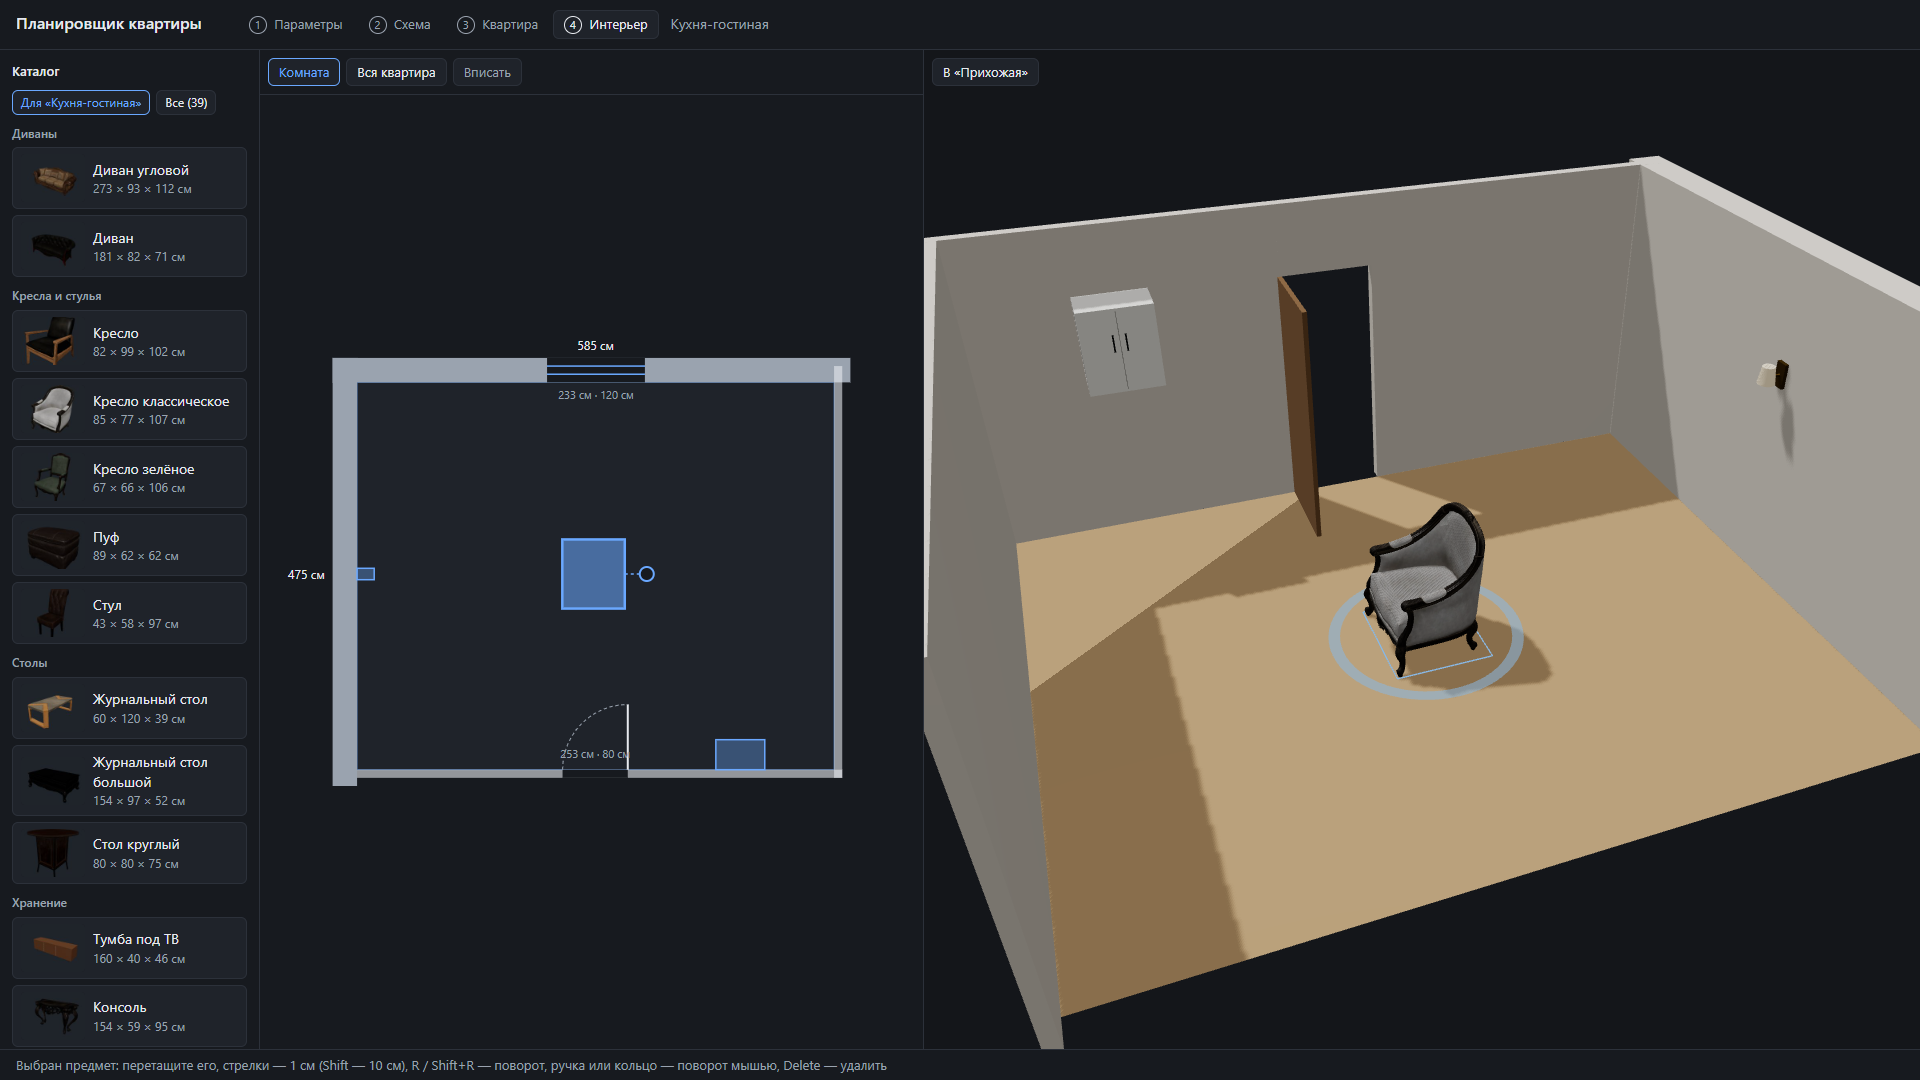 Планировщик квартиры
1 Параметры
2 Схема
3 Квартира
4 Интерьер
Кухня-гостиная
Каталог
Для «Кухня-гостиная»
Все (39)
Диваны
Диван угловой
273 × 93 × 112 см
Диван
181 × 82 × 71 см
Кресла и стулья
Кресло
82 × 99 × 102 см
Кресло классическое
85 × 77 × 107 см
Кресло зелёное
67 × 66 × 106 см
Пуф
89 × 62 × 62 см
Стул
43 × 58 × 97 см
Столы
Журнальный стол
60 × 120 × 39 см
Журнальный стол
большой
154 × 97 × 52 см
Стол круглый
80 × 80 × 75 см
Хранение
Тумба под ТВ
160 × 40 × 46 см
Консоль
154 × 59 × 95 см
Комната
Вся квартира
Вписать
585 см
233 см · 120 см
475 см
253 см · 80 см
В «Прихожая»
Выбран предмет: перетащите его, стрелки — 1 см (Shift — 10 см), R / Shift+R — поворот, ручка или кольцо — поворот мышью, Delete — удалить